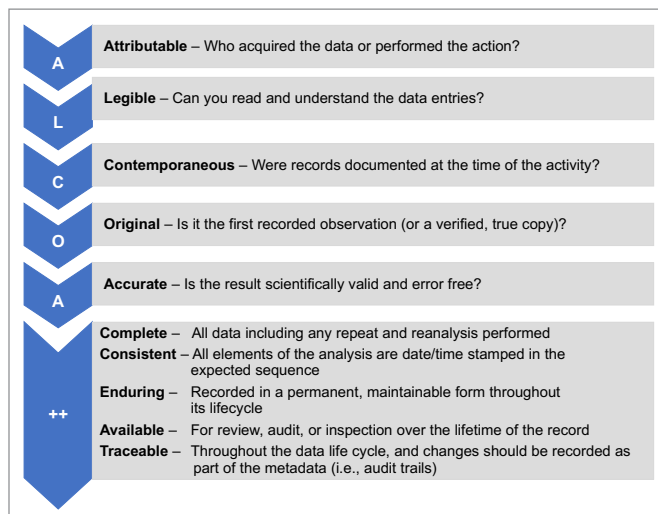 A
Attributable – Who acquired the data or performed the action?
L
Legible – Can you read and understand the data entries?
C
Contemporaneous – Were records documented at the time of the activity?
O
Original – Is it the first recorded observation (or a verified, true copy)?
A
Accurate – Is the result scientifically valid and error free?
++
Complete – All data including any repeat and reanalysis performed
Consistent – All elements of the analysis are date/time stamped in the
expected sequence
Enduring – Recorded in a permanent, maintainable form throughout
its lifecycle
Available – For review, audit, or inspection over the lifetime of the record
Traceable – Throughout the data life cycle, and changes should be recorded as
part of the metadata (i.e., audit trails)